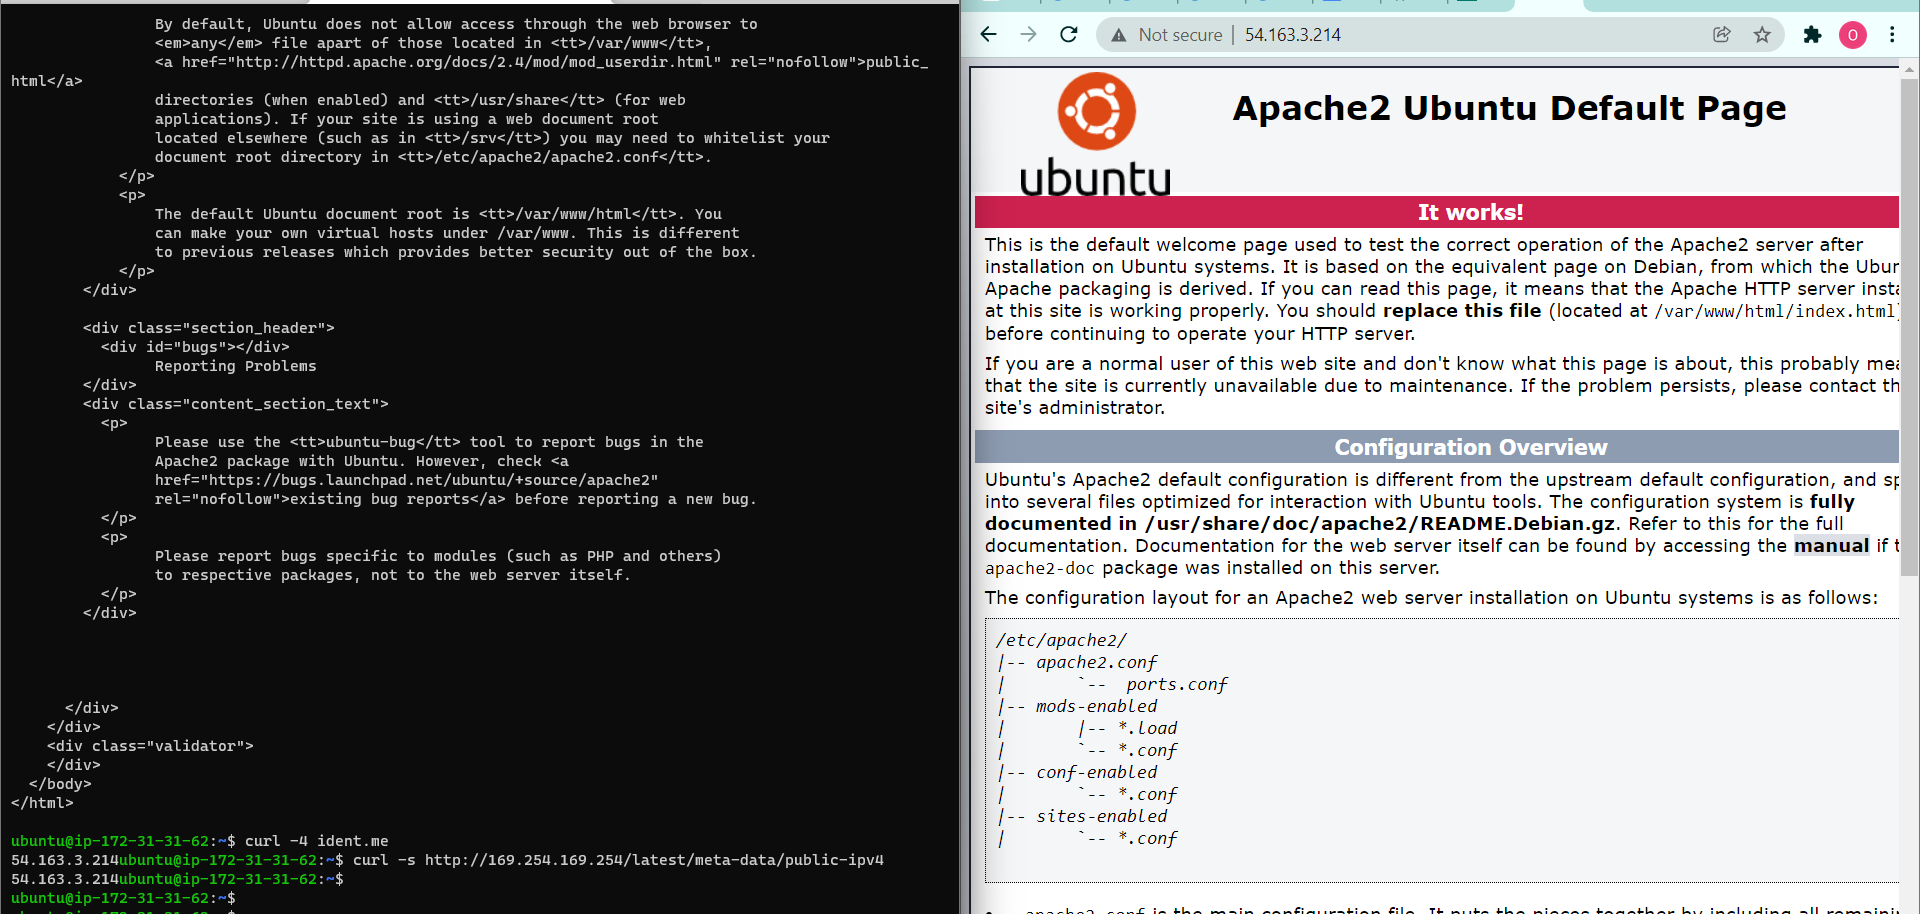 By default, Ubuntu does not allow access through the web browser to
<em>any</em> file apart of those located in <tt>/var/www</tt>,
<a href="http://httpd.apache.org/docs/2.4/mod/mod_userdir.html" rel="nofollow">public_
html</a>
directories (when enabled) and <tt>/usr/share</tt> (for web
applications). If your site is using a web document root
located elsewhere (such as in <tt>/srv</tt>) you may need to whitelist your
document root directory in <tt>/etc/apache2/apache2.conf</tt>.
</p>
<p>
The default Ubuntu document root is <tt>/var/www/html</tt>. You
can make your own virtual hosts under /var/www. This is different
to previous releases which provides better security out of the box.
</p>
</div>
<div class="section_header">
<div id="bugs"></div>
Reporting Problems
</div>
<div class="content_section_text">
<p>
Please use the <tt>ubuntu-bug</tt> tool to report bugs in the
Apache2 package with Ubuntu. However, check <a
href="https://bugs.launchpad.net/ubuntu/+source/apache2"
rel="nofollow">existing bug reports</a> before reporting a new bug.
</p>
<p>
Please report bugs specific to modules (such as PHP and others)
to respective packages, not to the web server itself.
</p>
</div>
</div>
</div>
<div class="validator">
</div>
</body>
</html>
ubuntu@ip-172-31-31-62:~$ curl -4 ident.me
54.163.3.214ubuntu@ip-172-31-31-62:~$ curl -s http://169.254.169.254/latest/meta-data/public-ipv4
54.163.3.214ubuntu@ip-172-31-31-62:~$
ubuntu@ip-172-31-31-62:~$
Not secure | 54.163.3.214
O
ubuntu
Apache2 Ubuntu Default Page
It works!
This is the default welcome page used to test the correct operation of the Apache2 server after
installation on Ubuntu systems. It is based on the equivalent page on Debian, from which the Ubun
Apache packaging is derived. If you can read this page, it means that the Apache HTTP server insta
at this site is working properly. You should replace this file (located at /var/www/html/index.html)
before continuing to operate your HTTP server.
If you are a normal user of this web site and don't know what this page is about, this probably mea
that the site is currently unavailable due to maintenance. If the problem persists, please contact th
site's administrator.
Configuration Overview
Ubuntu's Apache2 default configuration is different from the upstream default configuration, and sp
into several files optimized for interaction with Ubuntu tools. The configuration system is fully
documented in /usr/share/doc/apache2/README.Debian.gz. Refer to this for the full
documentation. Documentation for the web server itself can be found by accessing the manual if t
apache2-doc package was installed on this server.
The configuration layout for an Apache2 web server installation on Ubuntu systems is as follows:
/etc/apache2/
|-- apache2.conf
|       `--  ports.conf
|-- mods-enabled
|       |-- *.load
|       `-- *.conf
|-- conf-enabled
|       `-- *.conf
|-- sites-enabled
|       `-- *.conf
apache2.conf is the main configuration file. It puts the pieces together by including all remaining